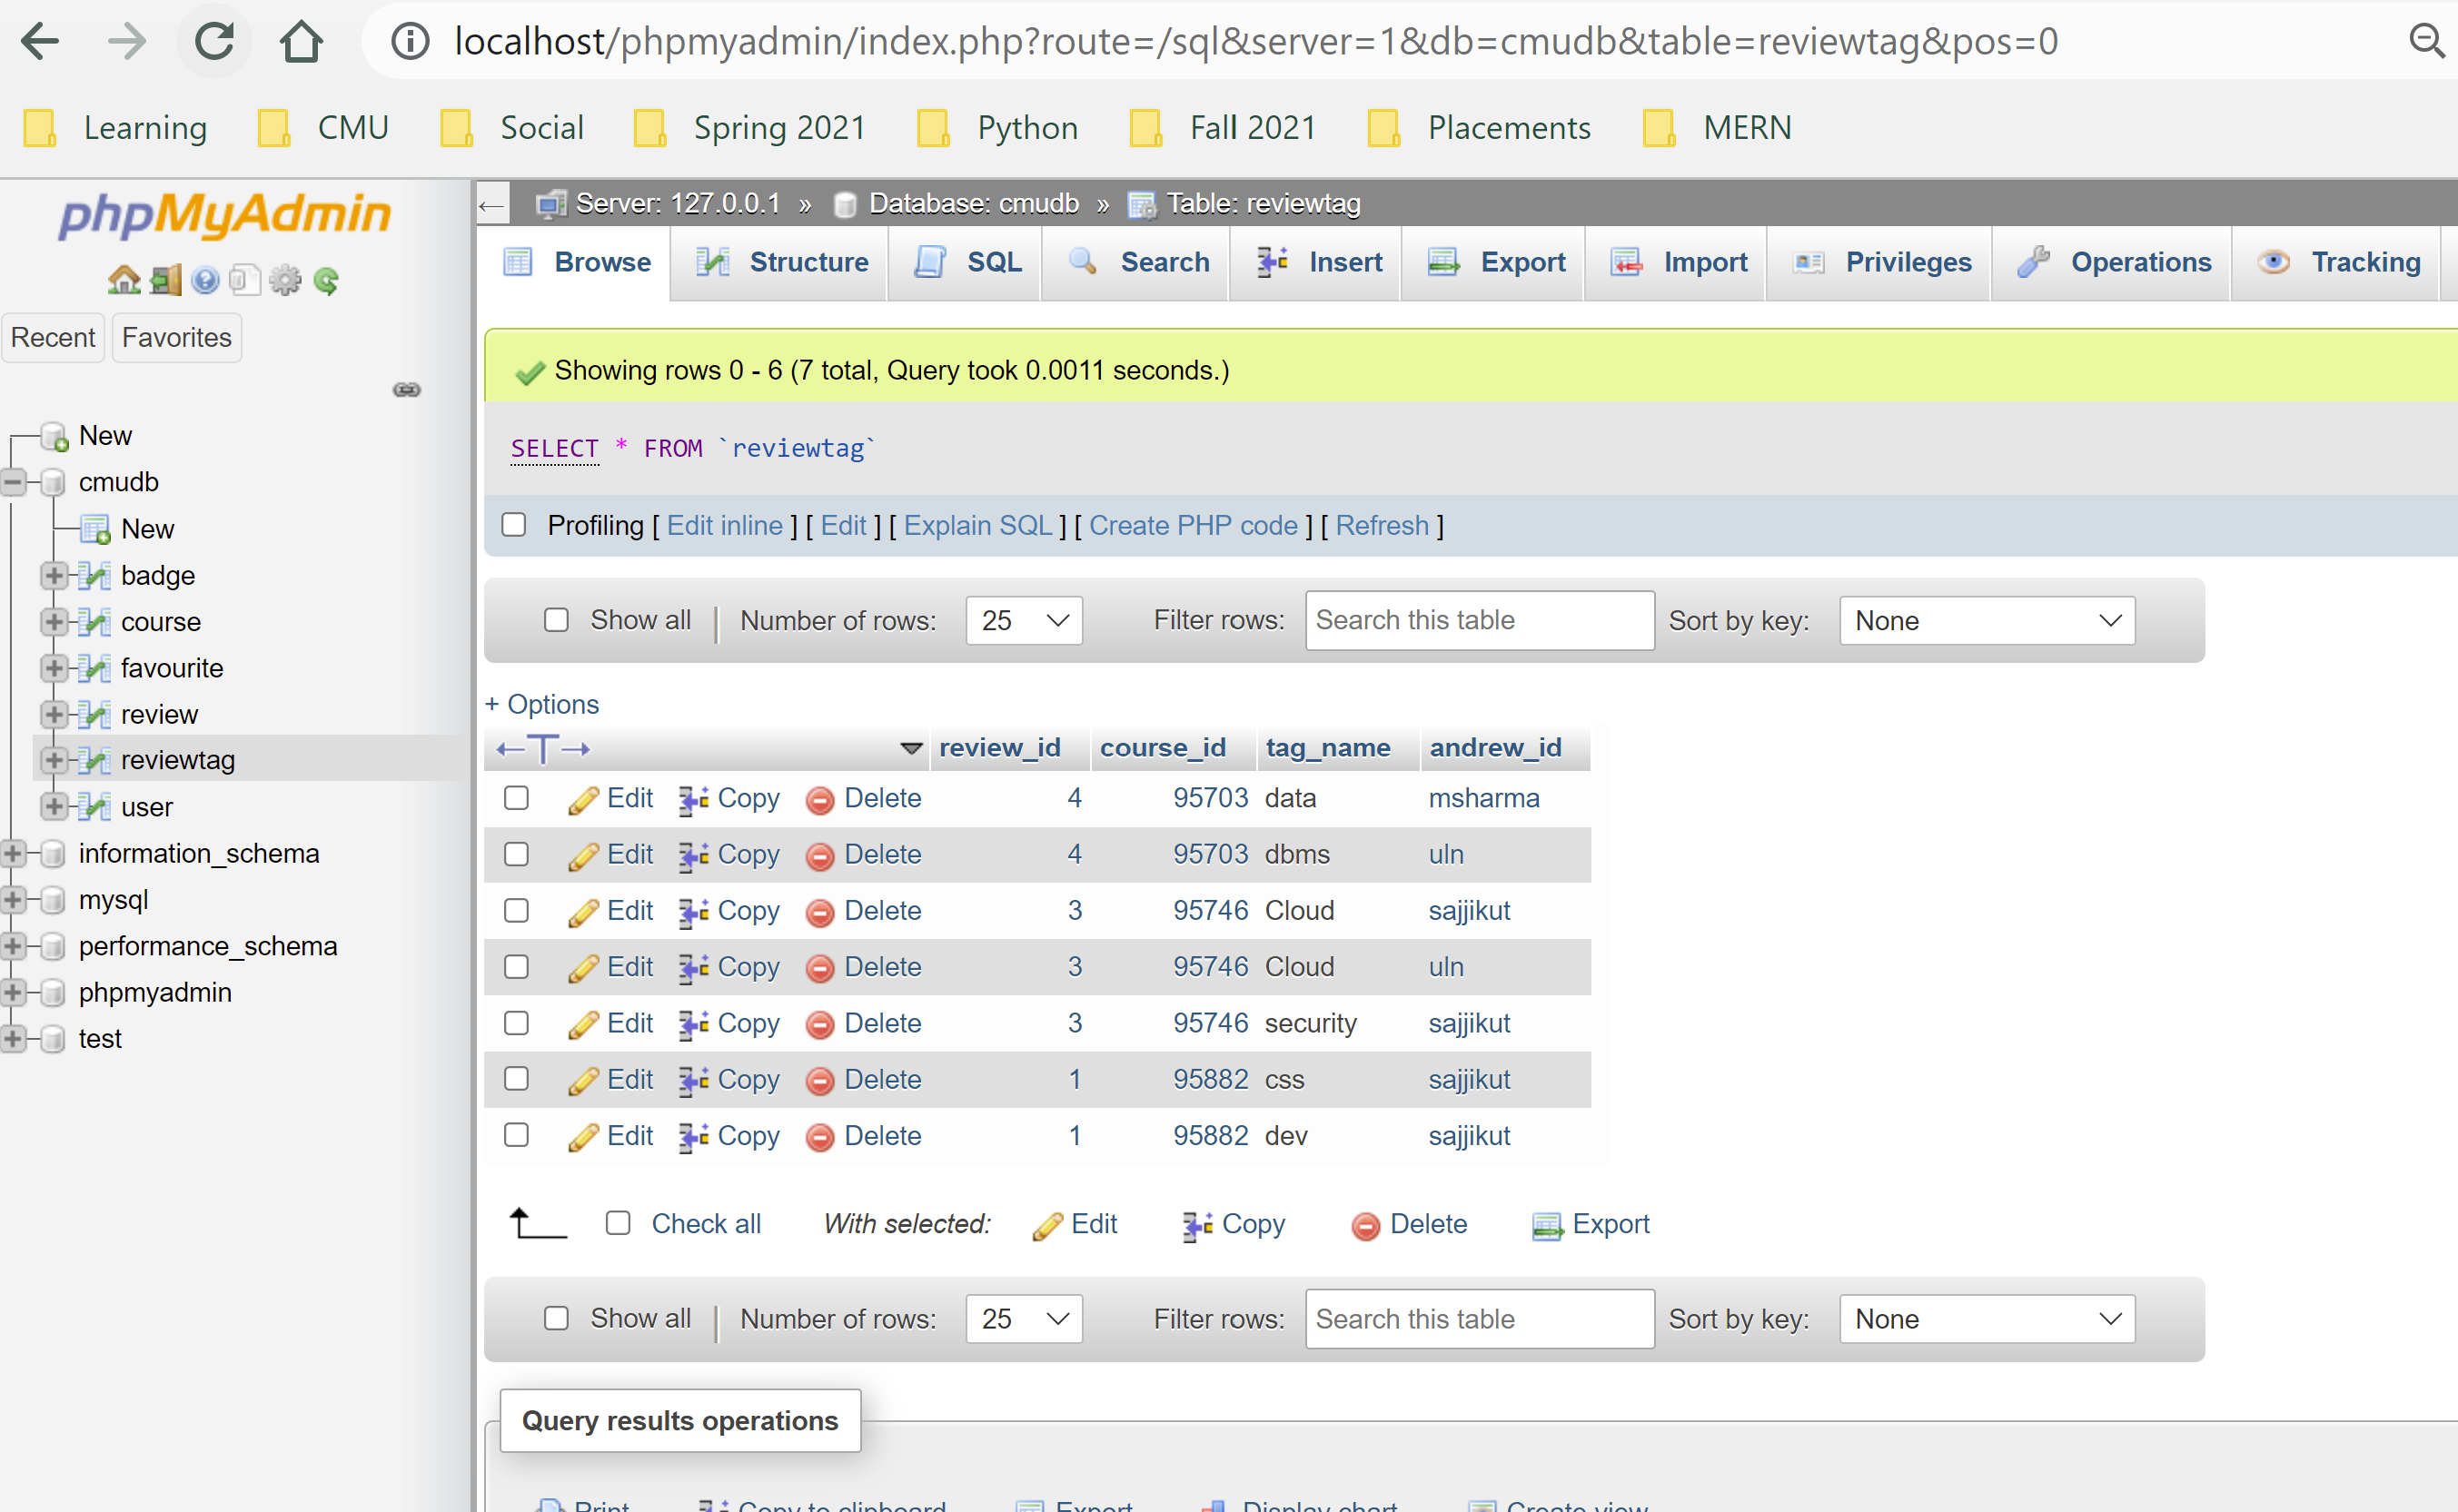 localhost/phpmyadmin/index.php?route=/sql&server=1&db=cmudb&table=reviewtag&pos=0
Learning CMU Social Spring 2021 Python Fall 2021 Placements MERN
phpMyAdmin
Recent Favorites
New
cmudb
New
badge
course
favourite
review
reviewtag
user
information_schema
mysql
performance_schema
phpmyadmin
test
Server: 127.0.0.1 » Database: cmudb » Table: reviewtag
Browse Structure SQL Search Insert Export Import Privileges Operations Tracking
Showing rows 0 - 6 (7 total, Query took 0.0011 seconds.)
SELECT * FROM `reviewtag`
Profiling [ Edit inline ] [ Edit ] [ Explain SQL ] [ Create PHP code ] [ Refresh ]
Show all | Number of rows: 25 Filter rows: Search this table Sort by key: None
+ Options
←T→ review_id course_id tag_name andrew_id
Edit Copy Delete 4 95703 data msharma
Edit Copy Delete 4 95703 dbms uln
Edit Copy Delete 3 95746 Cloud sajjikut
Edit Copy Delete 3 95746 Cloud uln
Edit Copy Delete 3 95746 security sajjikut
Edit Copy Delete 1 95882 css sajjikut
Edit Copy Delete 1 95882 dev sajjikut
Check all With selected: Edit Copy Delete Export
Show all | Number of rows: 25 Filter rows: Search this table Sort by key: None
Query results operations
Print Copy to clipboard Export Display chart Create view